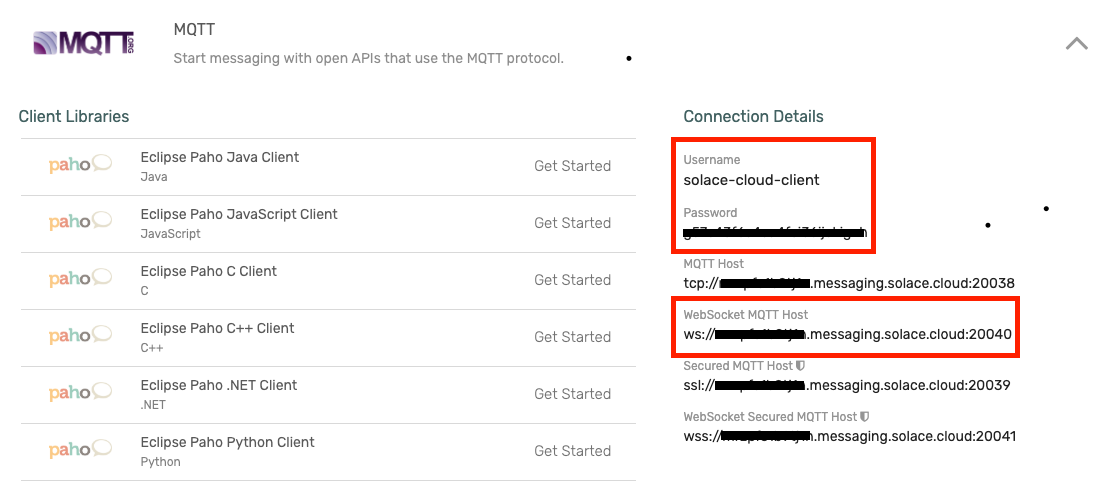 MQTT
MQTT.ORG
Start messaging with open APIs that use the MQTT protocol.
Client Libraries
paho
Eclipse Paho Java Client
Java
Get Started
paho
Eclipse Paho JavaScript Client
JavaScript
Get Started
paho
Eclipse Paho C Client
C
Get Started
paho
Eclipse Paho C++ Client
C++
Get Started
paho
Eclipse Paho .NET Client
.NET
Get Started
paho
Eclipse Paho Python Client
Python
Get Started
Connection Details
Username
solace-cloud-client
Password
MQTT Host
tcp:// .messaging.solace.cloud:20038
WebSocket MQTT Host
ws:// .messaging.solace.cloud:20040
Secured MQTT Host
ssl:// .messaging.solace.cloud:20039
WebSocket Secured MQTT Host
wss:// .messaging.solace.cloud:20041